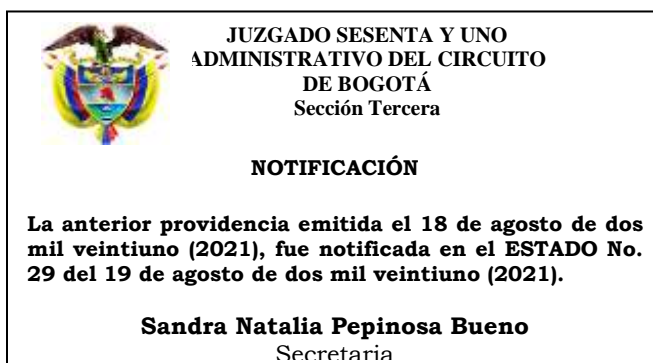 JUZGADO SESENTA Y UNO
ADMINISTRATIVO DEL CIRCUITO
DE BOGOTÁ
Sección Tercera
NOTIFICACIÓN
La anterior providencia emitida el 18 de agosto de dos
mil veintiuno (2021), fue notificada en el ESTADO No.
29 del 19 de agosto de dos mil veintiuno (2021).
Sandra Natalia Pepinosa Bueno
Secretaria